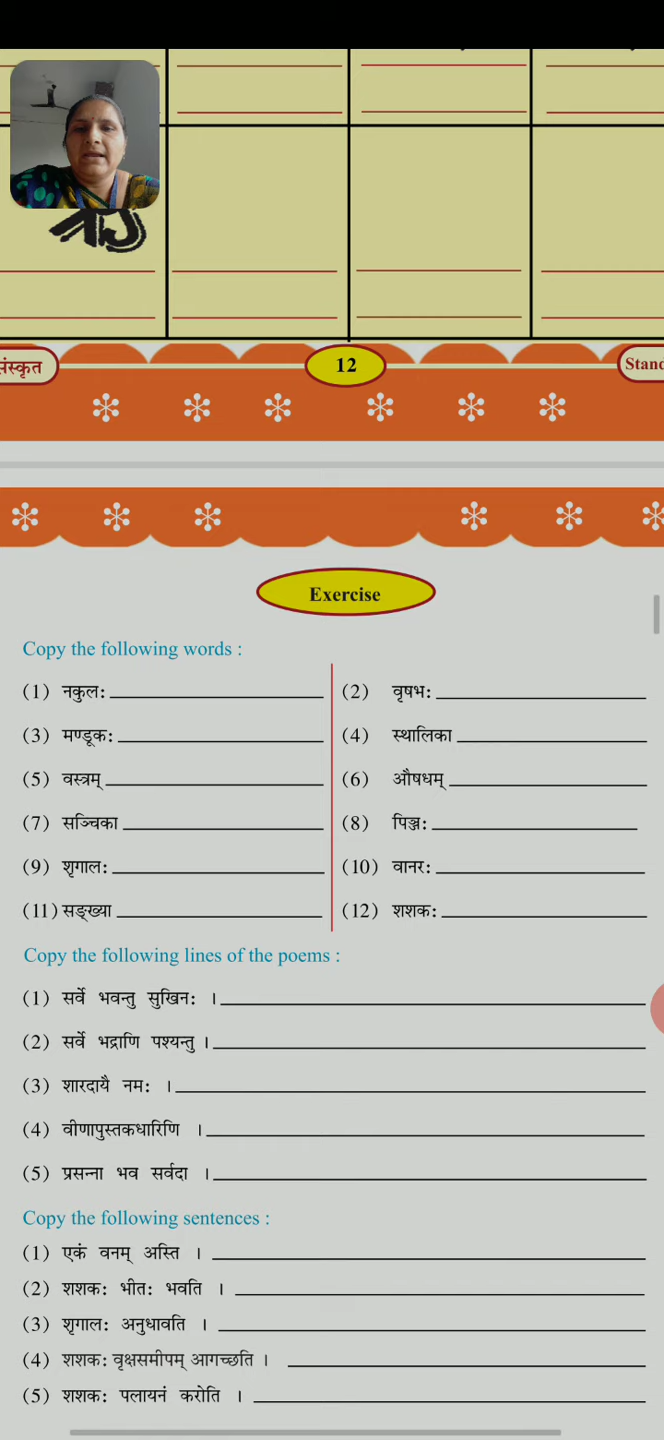 संस्कृत
12
Stand
Exercise
Copy the following words :
(1) नकुल: (2) वृषभ:
(3) मण्डूक: (4) स्थालिका
(5) वस्त्रम् (6) औषधम्
(7) सञ्चिका (8) पिञ्ज:
(9) शृगाल: (10) वानर:
(11) सङ्ख्या (12) शशक:
Copy the following lines of the poems :
(1) सर्वे भवन्तु सुखिन: ।
(2) सर्वे भद्राणि पश्यन्तु ।
(3) शारदायै नम: ।
(4) वीणापुस्तकधारिणि ।
(5) प्रसन्ना भव सर्वदा ।
Copy the following sentences :
(1) एकं वनम् अस्ति ।
(2) शशक: भीत: भवति ।
(3) शृगाल: अनुधावति ।
(4) शशक: वृक्षसमीपम् आगच्छति ।
(5) शशक: पलायनं करोति ।